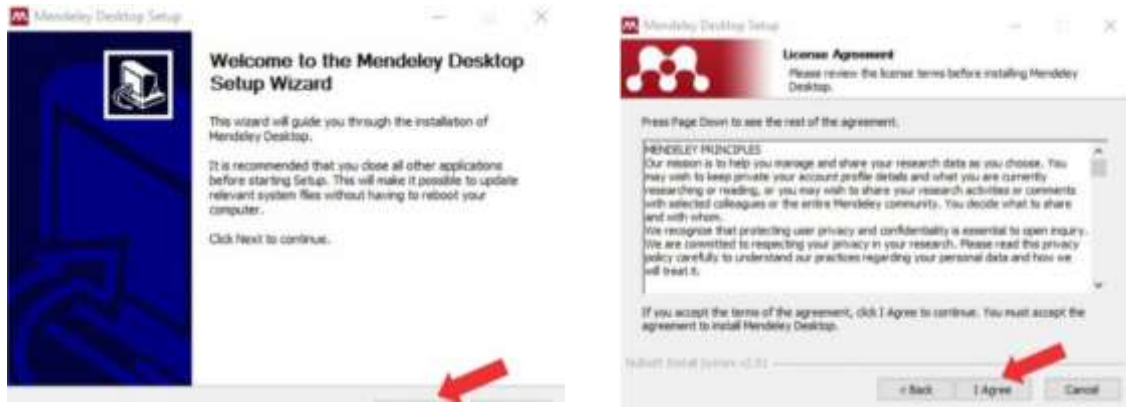 Mendeley Desktop Setup
Welcome to the Mendeley Desktop
Setup Wizard
This wizard will guide you through the installation of
Mendeley Desktop.
It is recommended that you close all other applications
before starting Setup. This will make it possible to update
relevant system files without having to reboot your
computer.
Click Next to continue.
Mendeley Desktop Setup
License Agreement
Please review the license terms before installing Mendeley
Desktop.
Press Page Down to see the rest of the agreement.
MENDELEY PRINCIPLES
Our mission is to help you manage and share your research data as you choose. You
may wish to keep private your account profile details and what you are currently
researching or reading, or you may wish to share your research activities or comments
with selected colleagues or the entire Mendeley community. You decide what to share
and with whom.
We recognise that protecting user privacy and confidentiality is essential to open inquiry.
We are committed to respecting your privacy in your research. Please read this privacy
policy carefully to understand our practices regarding your personal data and how we
will treat it.
If you accept the terms of the agreement, click I Agree to continue. You must accept the
agreement to install Mendeley Desktop.
Nullsoft Install System
< Back I Agree Cancel